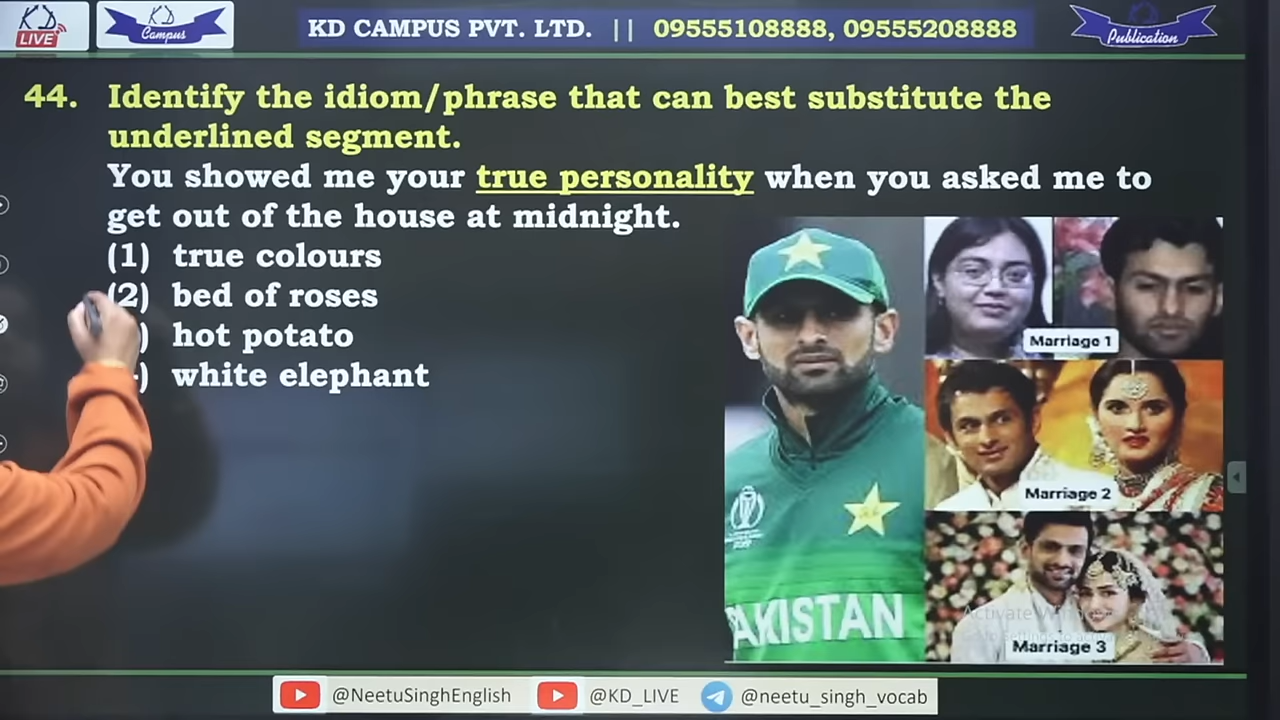 KD
LIVE
KD
Campus
KD CAMPUS PVT. LTD. || 09555108888, 09555208888
Publication
44. Identify the idiom/phrase that can best substitute the
underlined segment.
You showed me your true personality when you asked me to
get out of the house at midnight.
(1) true colours
(2) bed of roses
) hot potato
) white elephant
Marriage 1
Marriage 2
Marriage 3
PAKISTAN
Activate
@NeetuSinghEnglish
@KD_LIVE
@neetu_singh_vocab